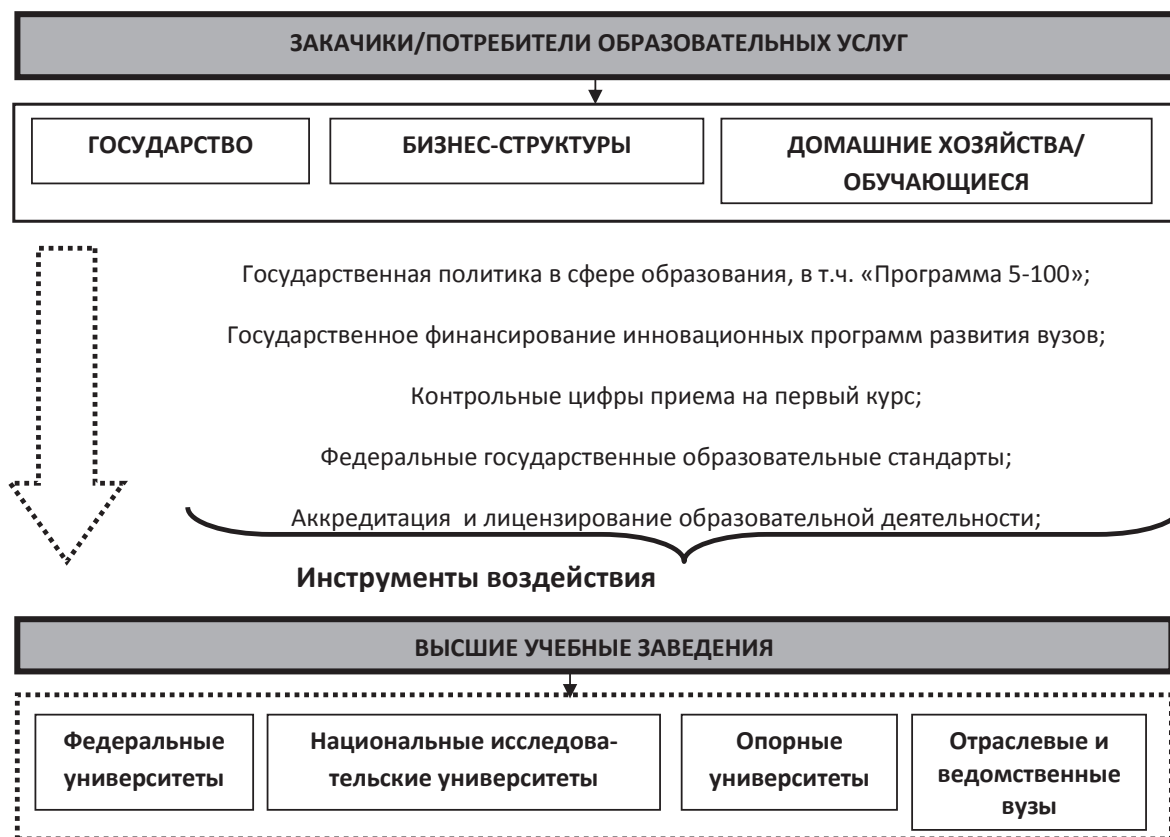 ЗАКАЧИКИ/ПОТРЕБИТЕЛИ ОБРАЗОВАТЕЛЬНЫХ УСЛУГ
ГОСУДАРСТВО
БИЗНЕС-СТРУКТУРЫ
ДОМАШНИЕ ХОЗЯЙСТВА/
ОБУЧАЮЩИЕСЯ
Государственная политика в сфере образования, в т.ч. «Программа 5-100»;
Государственное финансирование инновационных программ развития вузов;
Контрольные цифры приема на первый курс;
Федеральные государственные образовательные стандарты;
Аккредитация и лицензирование образовательной деятельности;
Инструменты воздействия
ВЫСШИЕ УЧЕБНЫЕ ЗАВЕДЕНИЯ
Федеральные
университеты
Национальные исследова-
тельские университеты
Опорные
университеты
Отраслевые и
ведомственные
вузы